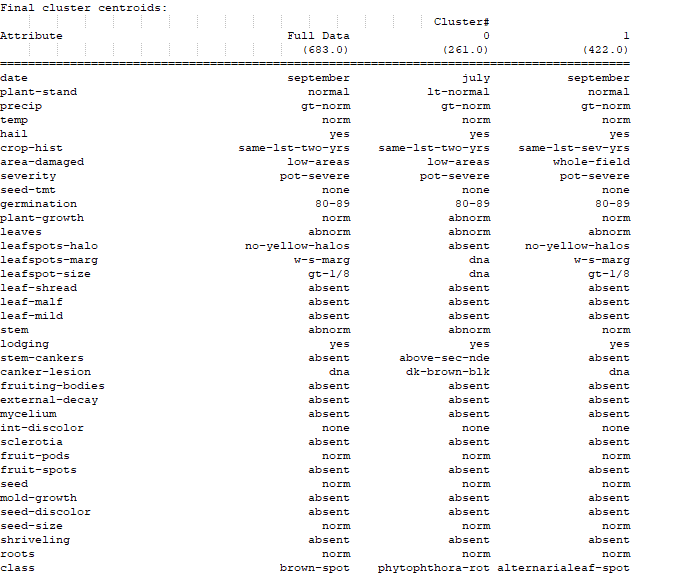 Final cluster centroids:
Cluster#
Attribute Full Data 0 1
(683.0) (261.0) (422.0)
================================================================================
date september july september
plant-stand normal lt-normal normal
precip gt-norm gt-norm gt-norm
temp norm norm norm
hail yes yes yes
crop-hist same-lst-two-yrs same-lst-two-yrs same-lst-sev-yrs
area-damaged low-areas low-areas whole-field
severity pot-severe pot-severe pot-severe
seed-tmt none none none
germination 80-89 80-89 80-89
plant-growth norm abnorm norm
leaves abnorm abnorm abnorm
leafspots-halo no-yellow-halos absent no-yellow-halos
leafspots-marg w-s-marg dna w-s-marg
leafspot-size gt-1/8 dna gt-1/8
leaf-shread absent absent absent
leaf-malf absent absent absent
leaf-mild absent absent absent
stem abnorm abnorm norm
lodging yes yes yes
stem-cankers absent above-sec-nde absent
canker-lesion dna dk-brown-blk dna
fruiting-bodies absent absent absent
external-decay absent absent absent
mycelium absent absent absent
int-discolor none none none
sclerotia absent absent absent
fruit-pods norm norm norm
fruit-spots absent absent absent
seed norm norm norm
mold-growth absent absent absent
seed-discolor absent absent absent
seed-size norm norm norm
shriveling absent absent absent
roots norm norm norm
class brown-spot phytophthora-rot alternarialeaf-spot